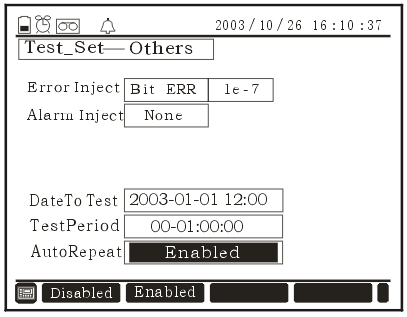 2003/10/26 16:10:37
Test_Set—Others
Error Inject Bit ERR 1e-7
Alarm Inject None
DateTo Test 2003-01-01 12:00
TestPeriod 00-01:00:00
AutoRepeat Enabled
Disabled Enabled